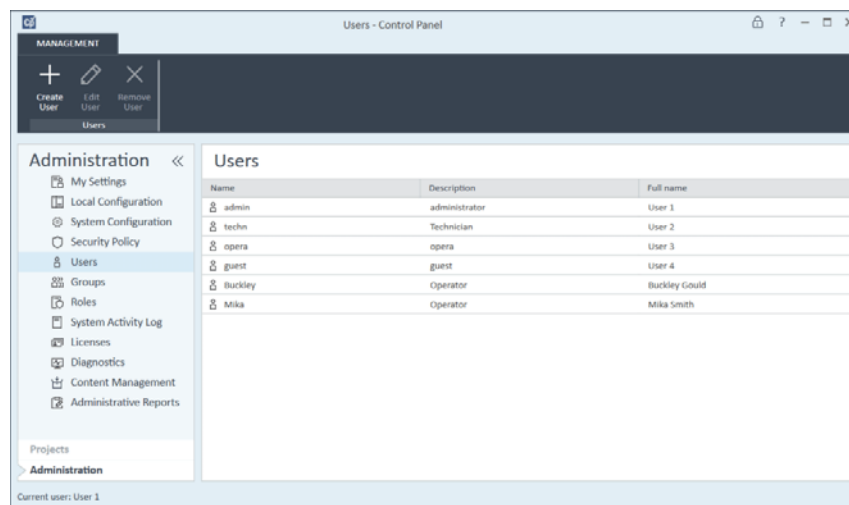 Users - Control Panel
?
MANAGEMENT
Create User
Edit User
Remove User
Users
Administration
My Settings
Local Configuration
System Configuration
Security Policy
Users
Groups
Roles
System Activity Log
Licenses
Diagnostics
Content Management
Administrative Reports
Projects
Administration
Users
Name Description Full name
admin administrator User 1
techn Technician User 2
opera opera User 3
guest guest User 4
Buckley Operator Buckley Gould
Mika Operator Mika Smith
Current user: User 1